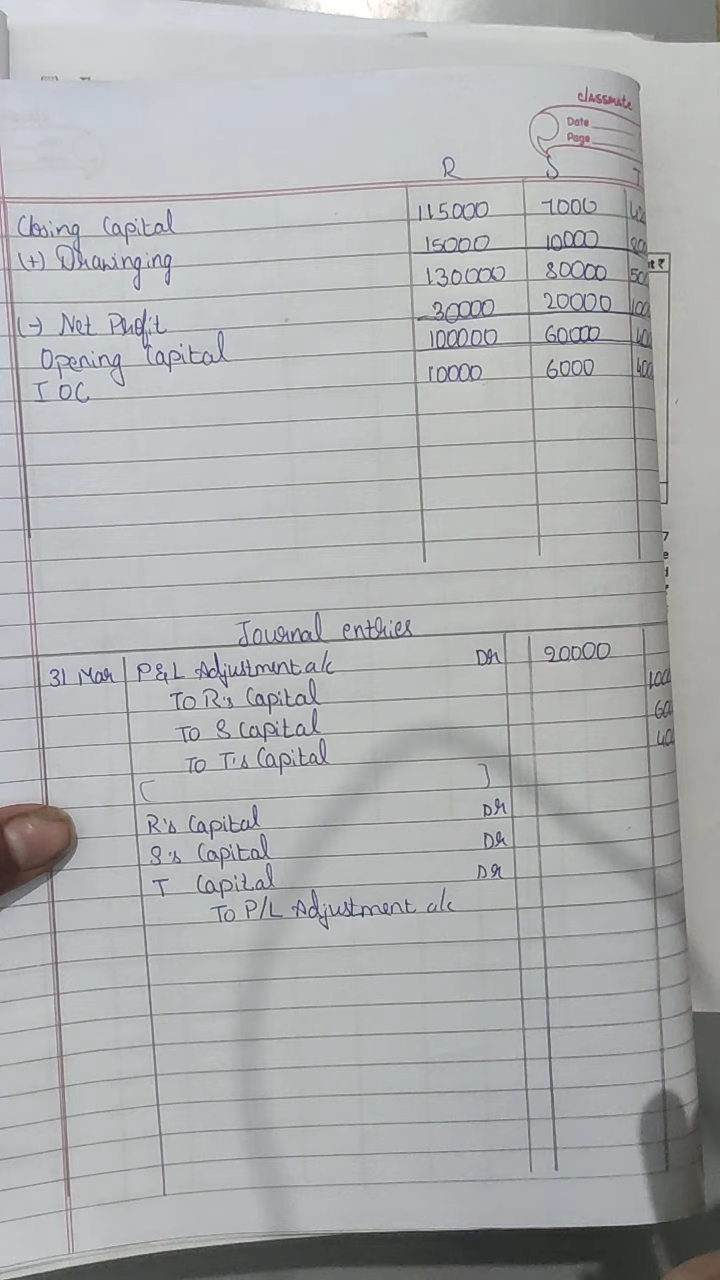 classmate
Date
Page
R S T
Closing Capital 115000 7000
(+) Drawinging 15000 10000
130000 80000
(-) Net Profit 30000 20000
Opening Capital 100000 60000
IOC 10000 6000
Journal entries
31 Mar P&L Adjustment a/c Dr 20000
To R's Capital
To S Capital
To T's Capital
( )
R's Capital Dr
S's Capital Dr
T Capital Dr
To P/L Adjustment a/c